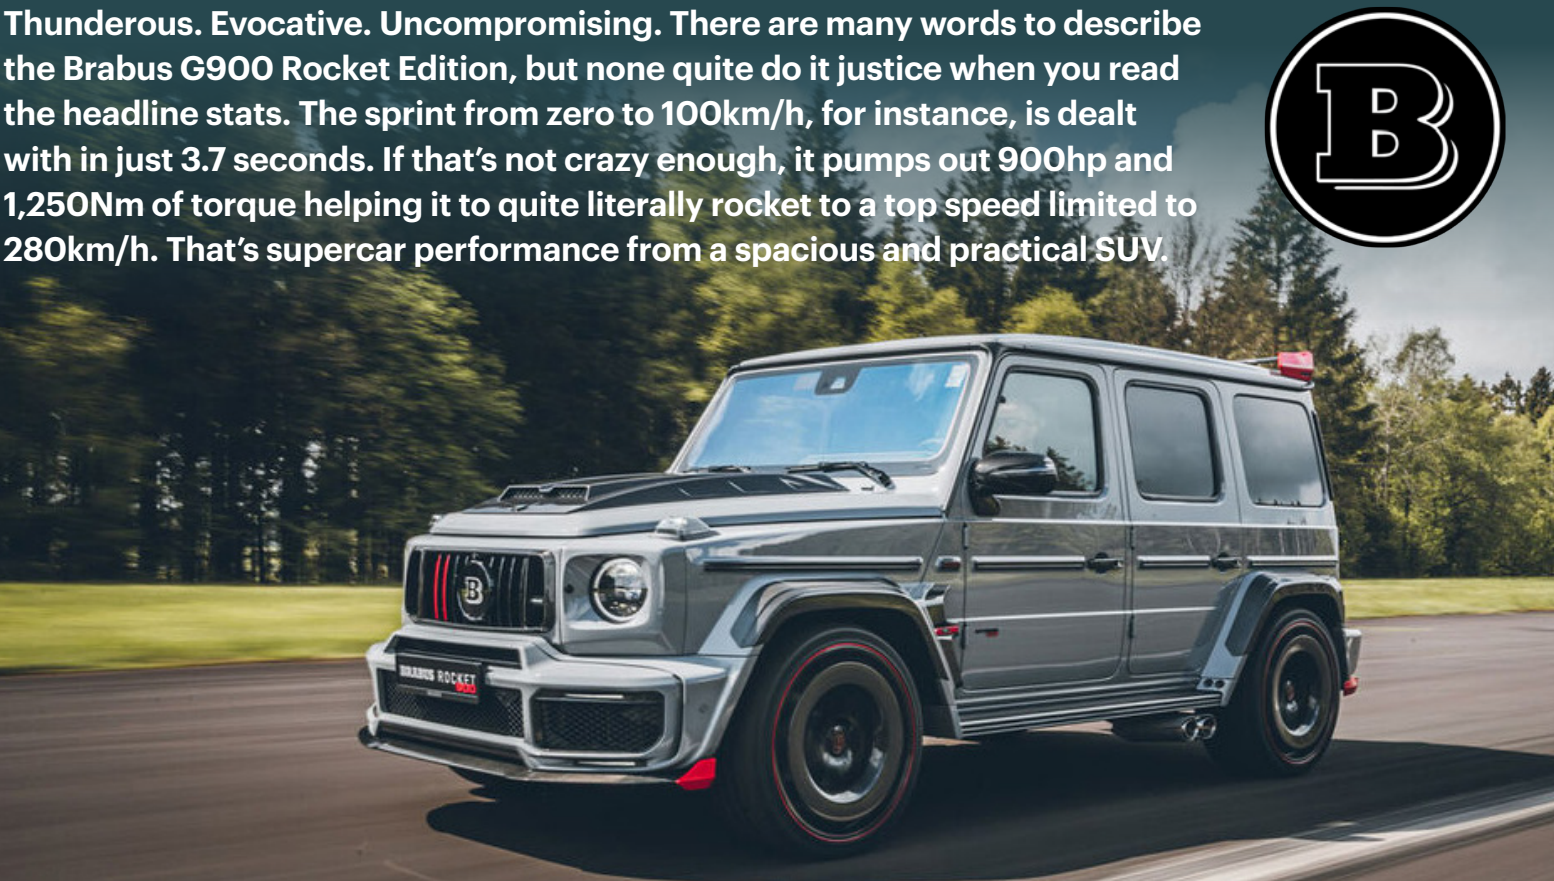 Thunderous. Evocative. Uncompromising. There are many words to describe
the Brabus G900 Rocket Edition, but none quite do it justice when you read
the headline stats. The sprint from zero to 100km/h, for instance, is dealt
with in just 3.7 seconds. If that’s not crazy enough, it pumps out 900hp and
1,250Nm of torque helping it to quite literally rocket to a top speed limited to
280km/h. That’s supercar performance from a spacious and practical SUV.
B
B
BRABUS ROCKET
900